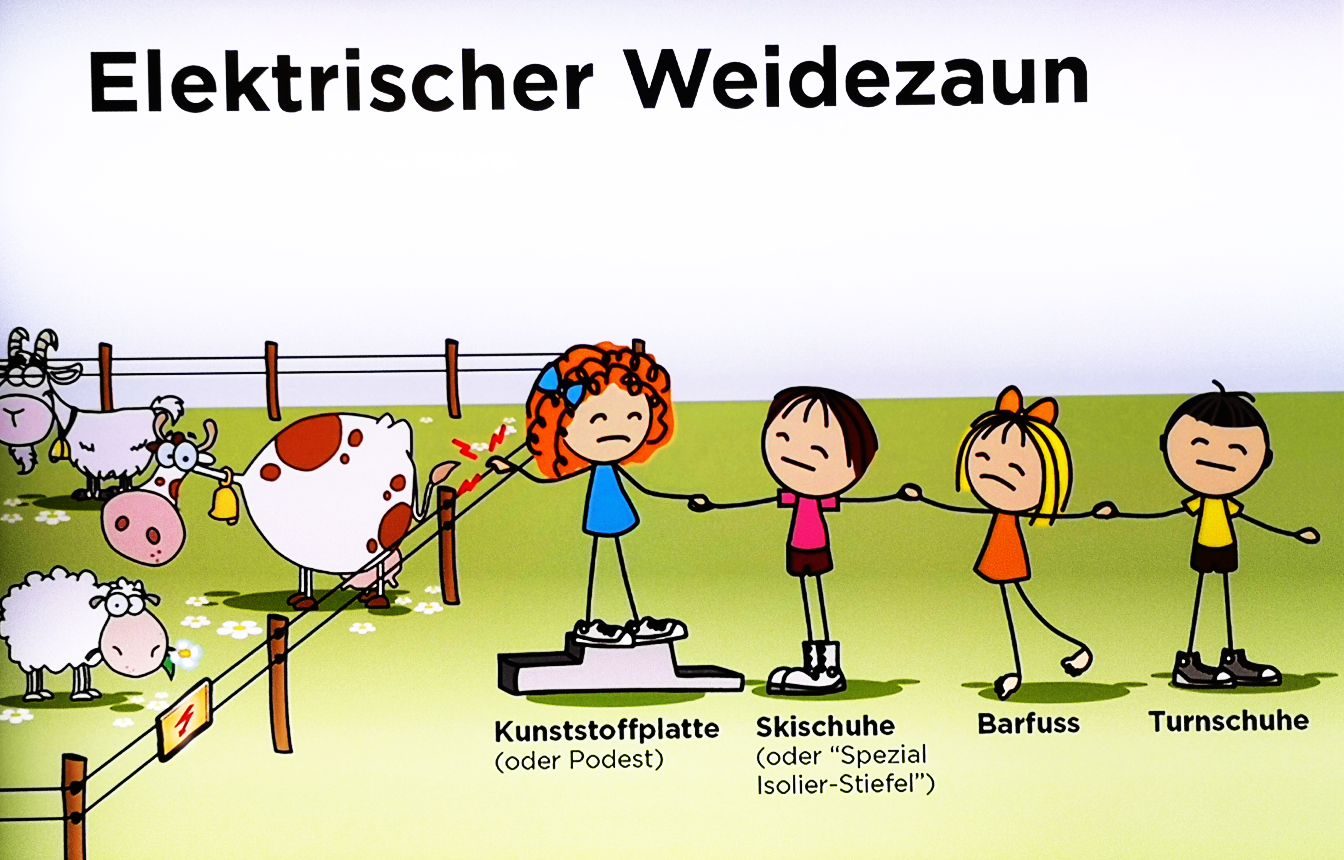 Elektrischer Weidezaun
Kunststoffplatte
(oder Podest)
Skischuhe
(oder “Spezial
Isolier-Stiefel”)
Barfuss
Turnschuhe